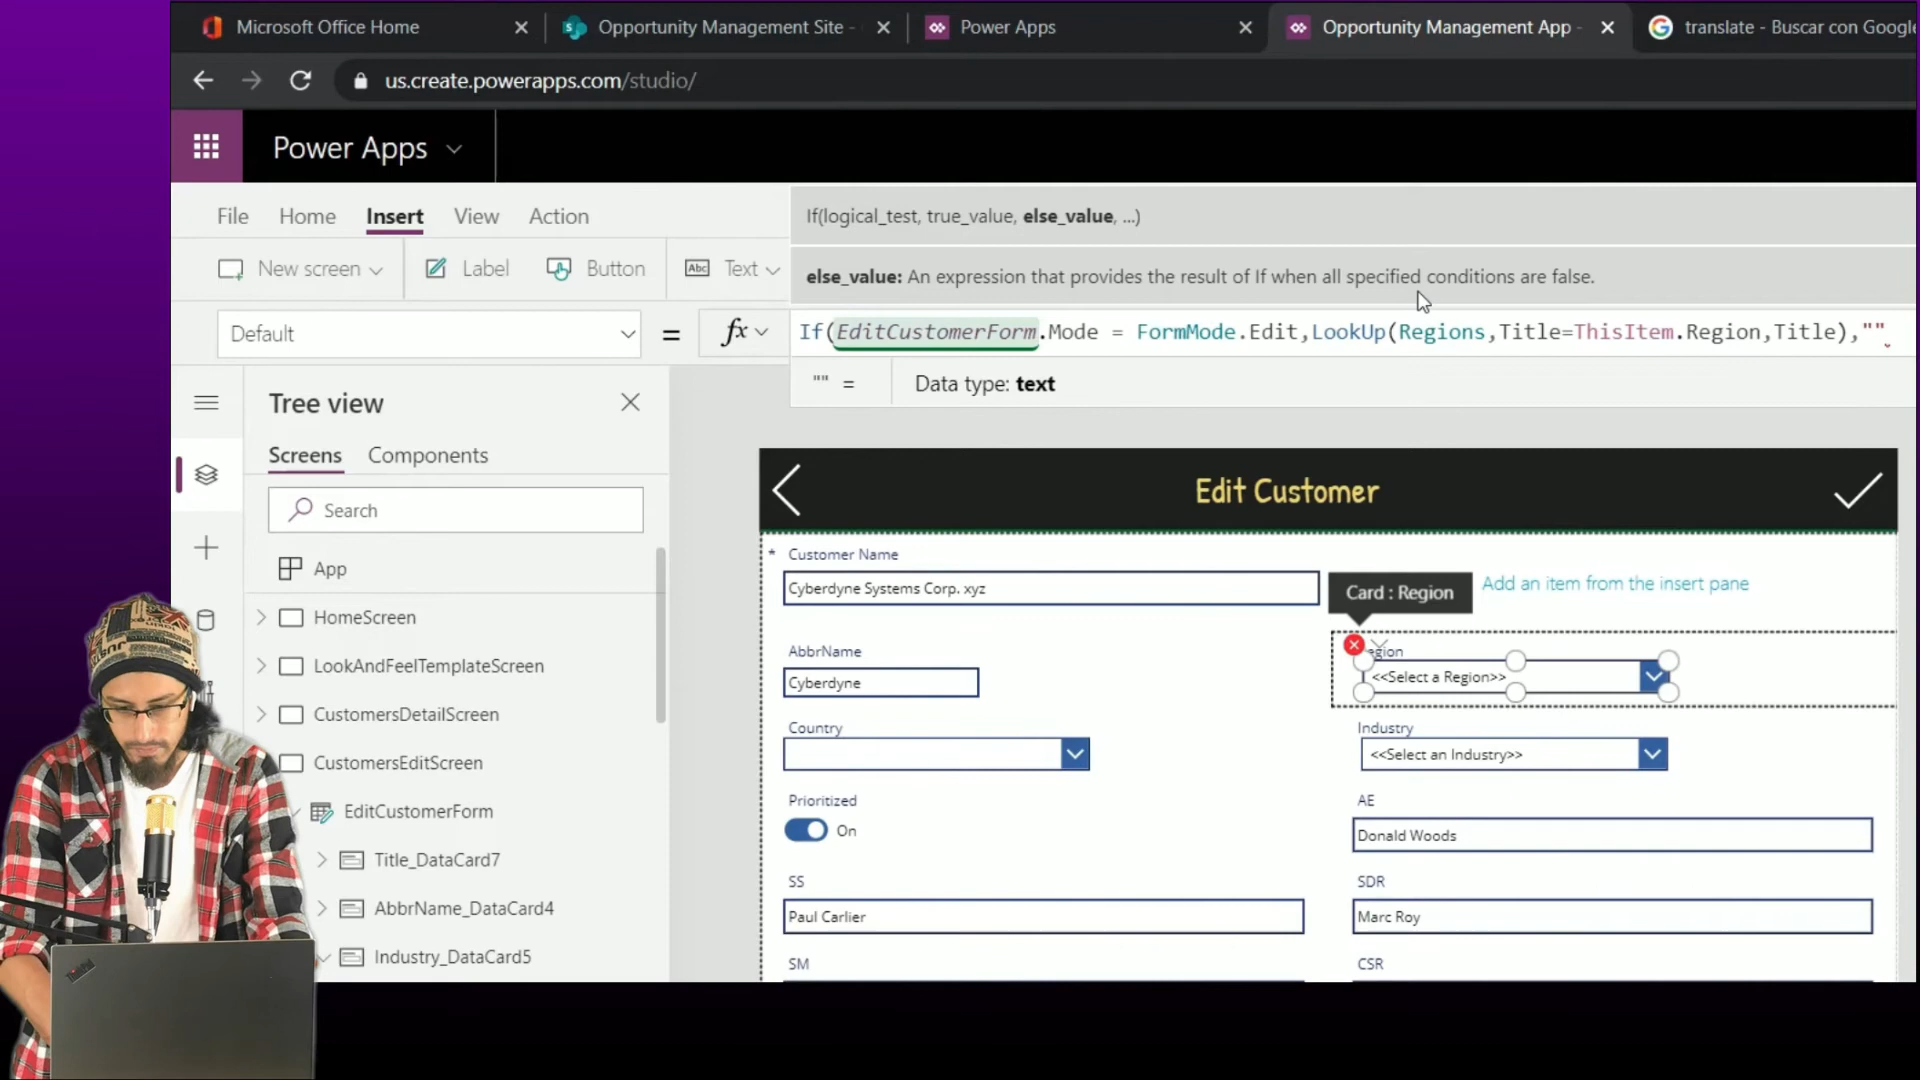 Microsoft Office Home
Opportunity Management Site -
Power Apps
Opportunity Management App -
translate - Buscar con Google
us.create.powerapps.com/studio/
Power Apps
File Home Insert View Action
If(logical_test, true_value, else_value, ...)
New screen Label Button Abc Text
else_value: An expression that provides the result of If when all specified conditions are false.
Default = fx If(EditCustomerForm.Mode = FormMode.Edit,LookUp(Regions,Title=ThisItem.Region,Title),""
"" = Data type: text
Tree view
Screens Components
Search
App
HomeScreen
LookAndFeelTemplateScreen
CustomersDetailScreen
CustomersEditScreen
EditCustomerForm
Title_DataCard7
AbbrName_DataCard4
Industry_DataCard5
Edit Customer
* Customer Name
Cyberdyne Systems Corp. xyz
Card : Region
Add an item from the insert pane
AbbrName
Cyberdyne
egion
<<Select a Region>>
Country
Industry
<<Select an Industry>>
Prioritized
On
AE
Donald Woods
SS
Paul Carlier
SDR
Marc Roy
SM
CSR